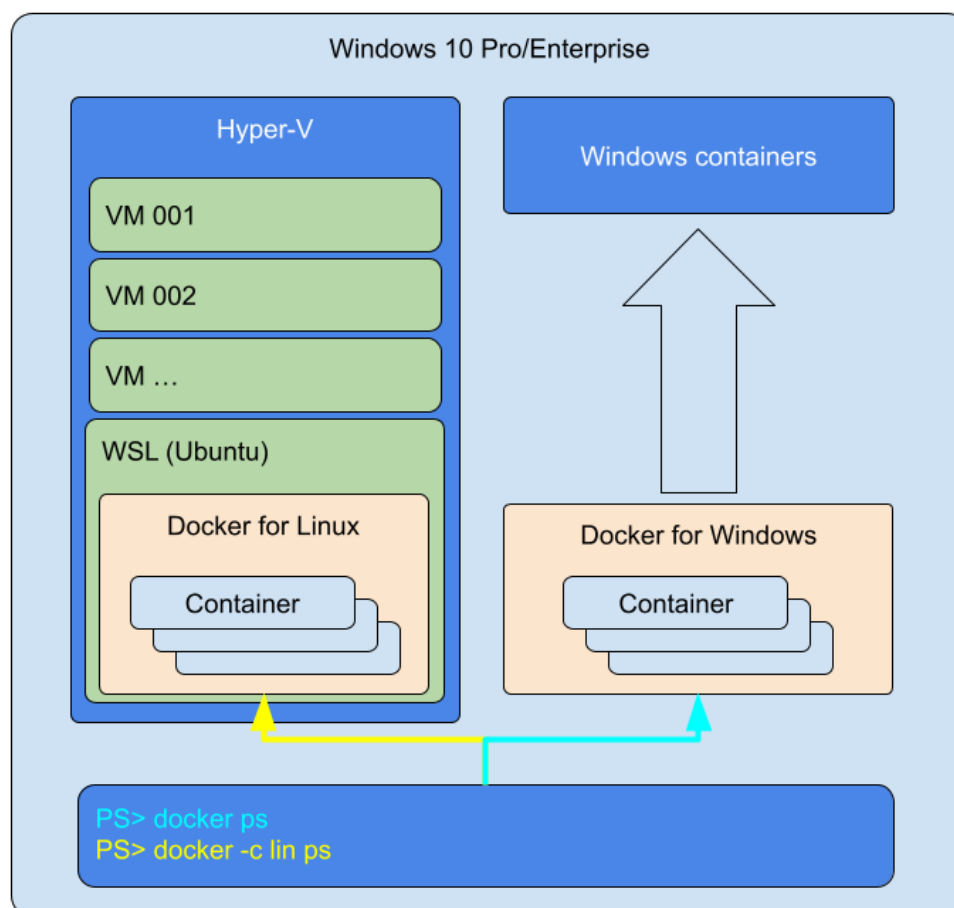 Windows 10 Pro/Enterprise
Hyper-V
VM 001
VM 002
VM …
WSL (Ubuntu)
Docker for Linux
Container
Windows containers
Docker for Windows
Container
PS> docker ps
PS> docker -c lin ps